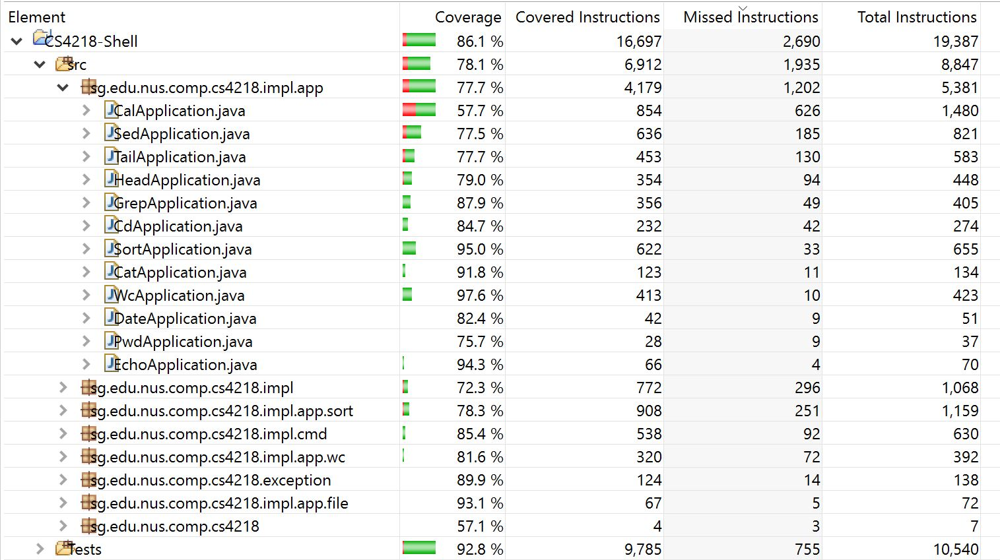 Element Coverage Covered Instructions Missed Instructions Total Instructions
CS4218-Shell 86.1 % 16,697 2,690 19,387
src 78.1 % 6,912 1,935 8,847
sg.edu.nus.comp.cs4218.impl.app 77.7 % 4,179 1,202 5,381
CalApplication.java 57.7 % 854 626 1,480
SedApplication.java 77.5 % 636 185 821
TailApplication.java 77.7 % 453 130 583
HeadApplication.java 79.0 % 354 94 448
GrepApplication.java 87.9 % 356 49 405
CdApplication.java 84.7 % 232 42 274
SortApplication.java 95.0 % 622 33 655
CatApplication.java 91.8 % 123 11 134
WcApplication.java 97.6 % 413 10 423
DateApplication.java 82.4 % 42 9 51
PwdApplication.java 75.7 % 28 9 37
EchoApplication.java 94.3 % 66 4 70
sg.edu.nus.comp.cs4218.impl 72.3 % 772 296 1,068
sg.edu.nus.comp.cs4218.impl.app.sort 78.3 % 908 251 1,159
sg.edu.nus.comp.cs4218.impl.cmd 85.4 % 538 92 630
sg.edu.nus.comp.cs4218.impl.app.wc 81.6 % 320 72 392
sg.edu.nus.comp.cs4218.exception 89.9 % 124 14 138
sg.edu.nus.comp.cs4218.impl.app.file 93.1 % 67 5 72
sg.edu.nus.comp.cs4218 57.1 % 4 3 7
Tests 92.8 % 9,785 755 10,540